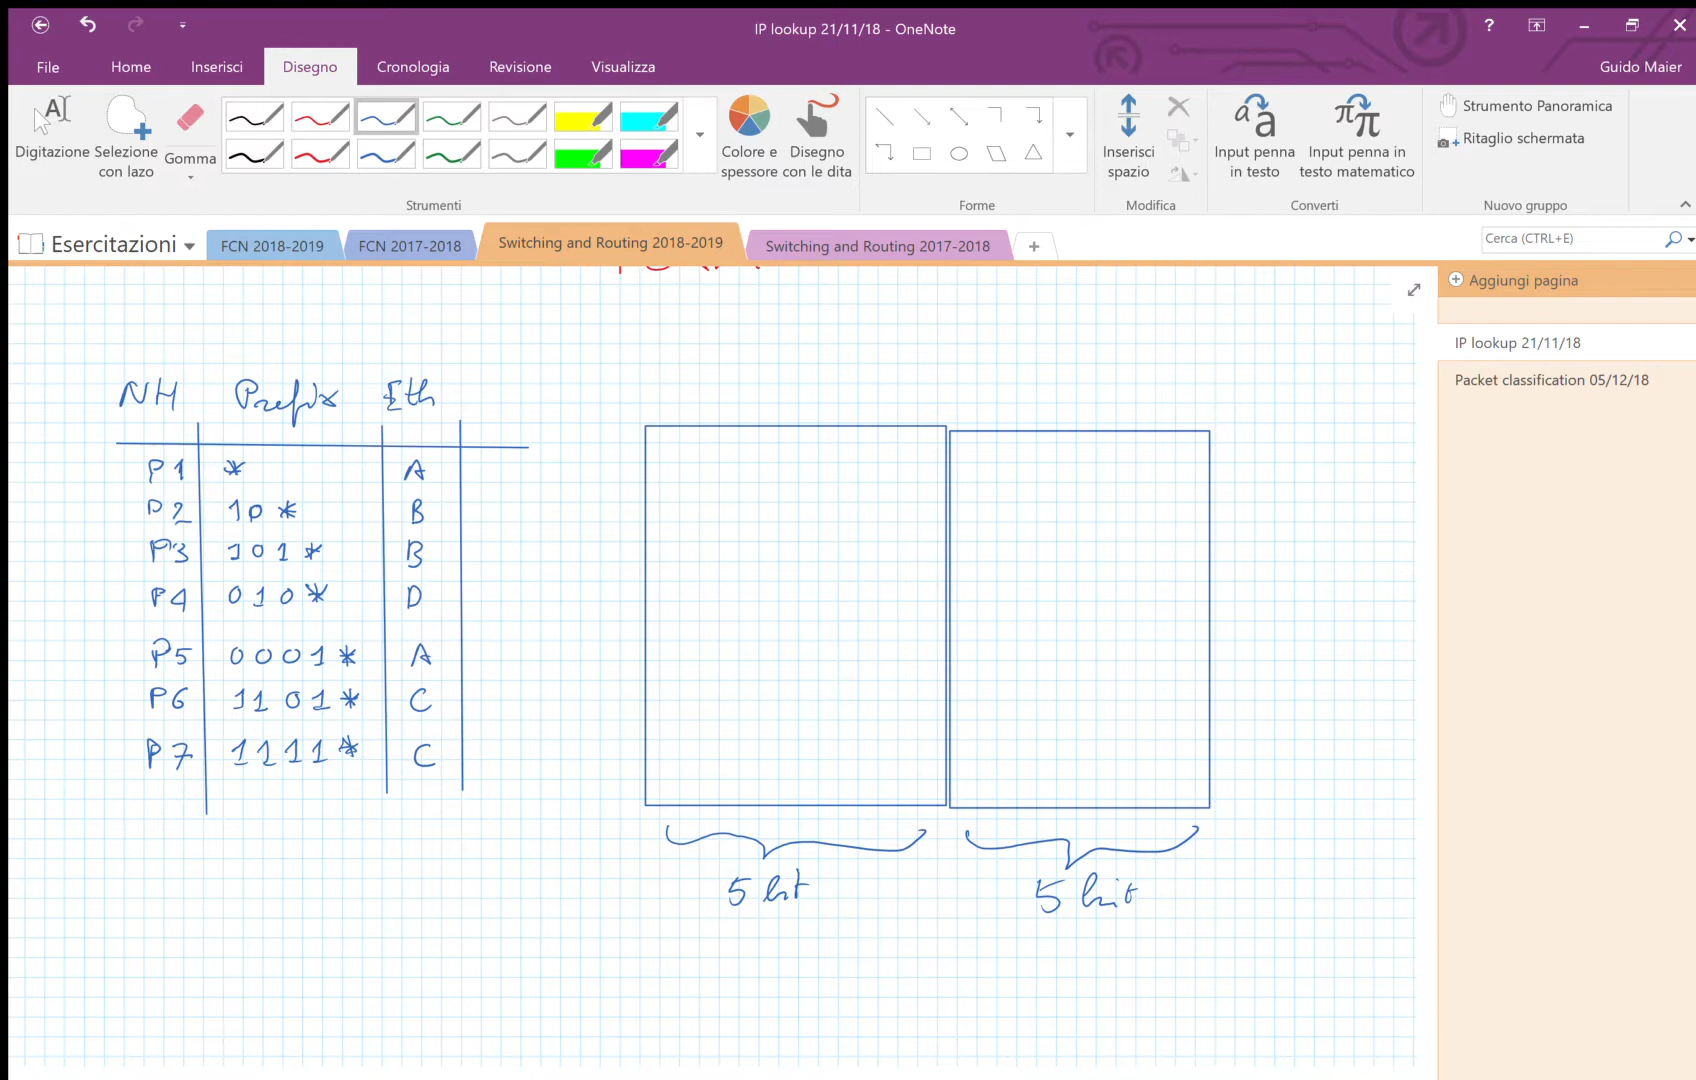 IP lookup 21/11/18 - OneNote
?
File Home Inserisci Disegno Cronologia Revisione Visualizza Guido Maier
Digitazione
Selezione con lazo
Gomma
Colore e spessore
Disegno con le dita
Strumenti
Forme
Inserisci spazio
Modifica
Input penna in testo
Input penna in testo matematico
Converti
Strumento Panoramica
Ritaglio schermata
Nuovo gruppo
Esercitazioni FCN 2018-2019 FCN 2017-2018 Switching and Routing 2018-2019 Switching and Routing 2017-2018 +
Cerca (CTRL+E)
Aggiungi pagina
IP lookup 21/11/18
Packet classification 05/12/18
NH Prefix Eth
P1 * A
P2 10* B
P3 101* B
P4 010* D
P5 0001* A
P6 1101* C
P7 1111* C
5 bit 5 bit